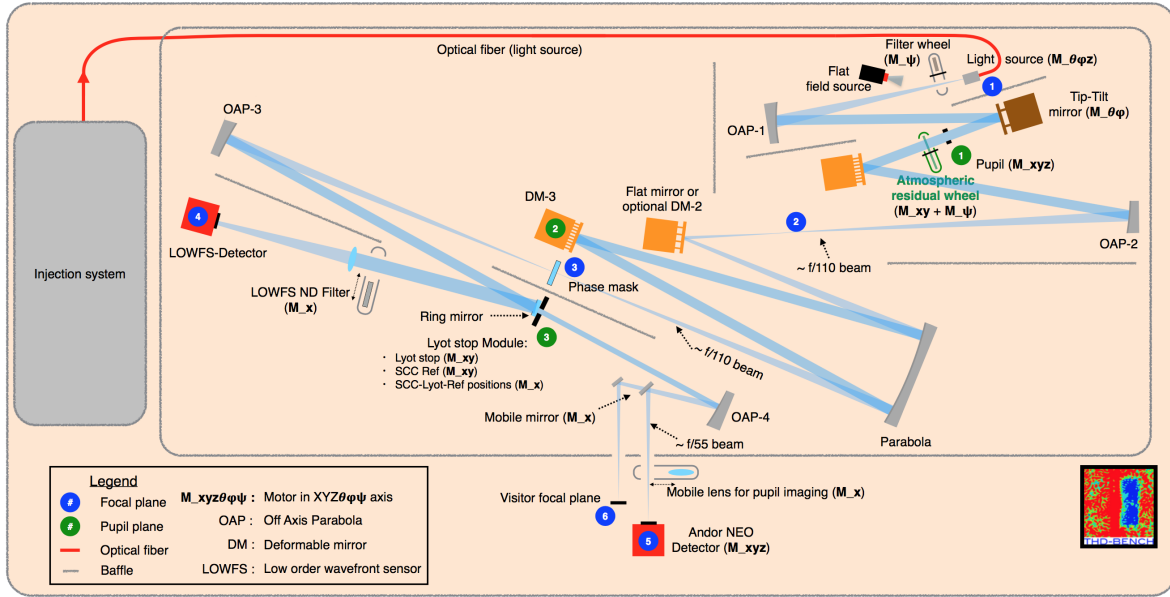 Optical fiber (light source)
Filter wheel
(M_ψ)
Light source (M_θφz)
Flat
field source
1
Tip-Tilt
mirror (M_θφ)
OAP-1
OAP-3
1
Pupil (M_xyz)
Atmospheric
residual wheel
(M_xy + M_ψ)
Flat mirror or
optional DM-2
DM-3
2
2
4
OAP-2
LOWFS-Detector
~ f/110 beam
3
Phase mask
Injection system
LOWFS ND Filter
(M_x)
Ring mirror
3
Lyot stop Module:
· Lyot stop (M_xy)
· SCC Ref (M_xy)
· SCC-Lyot-Ref positions (M_x)
~ f/110 beam
Mobile mirror (M_x)
OAP-4
Parabola
~ f/55 beam
Visitor focal plane
6
Mobile lens for pupil imaging (M_x)
5
Andor NEO
Detector (M_xyz)
Legend
# Focal plane
# Pupil plane
Optical fiber
Baffle
M_xyzθφψ : Motor in XYZθφψ axis
OAP : Off Axis Parabola
DM : Deformable mirror
LOWFS : Low order wavefront sensor
THD-BENCH